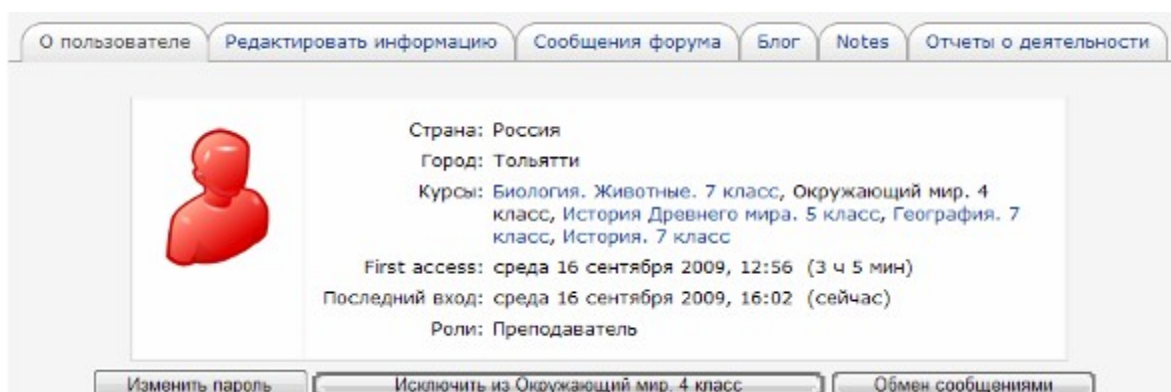 О пользователе Редактировать информацию Сообщения форума Блог Notes Отчеты о деятельности
Страна: Россия
Город: Тольятти
Курсы: Биология. Животные. 7 класс, Окружающий мир. 4
класс, История Древнего мира. 5 класс, География. 7
класс, История. 7 класс
First access: среда 16 сентября 2009, 12:56 (3 ч 5 мин)
Последний вход: среда 16 сентября 2009, 16:02 (сейчас)
Роли: Преподаватель
Изменить пароль Исключить из Окружающий мир. 4 класс Обмен сообщениями